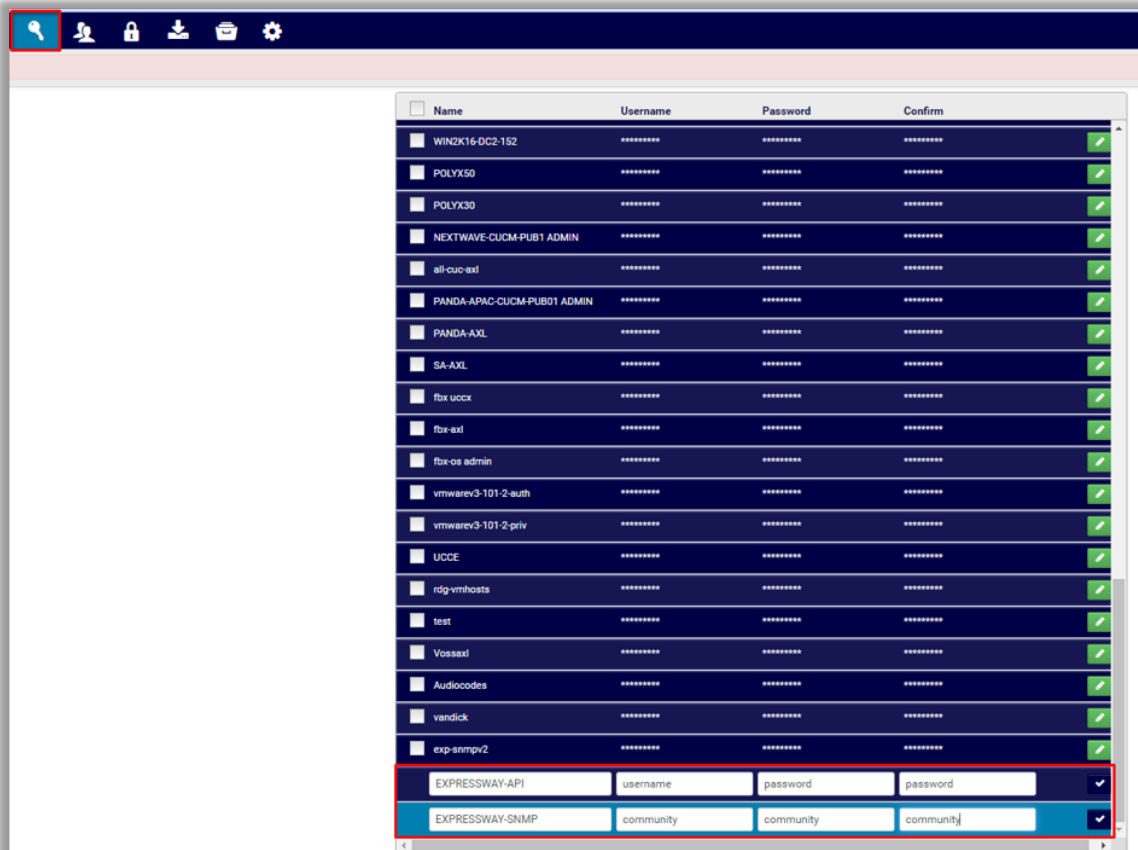 Name Username Password Confirm
WIN2K16-DC2-152 ********* ********* *********
POLYX50 ********* ********* *********
POLYX30 ********* ********* *********
NEXTWAVE-CUCM-PUB1 ADMIN ********* ********* *********
all-cuc-axl ********* ********* *********
PANDA-APAC-CUCM-PUB01 ADMIN ********* ********* *********
PANDA-AXL ********* ********* *********
SA-AXL ********* ********* *********
fbx uccx ********* ********* *********
fbx-axl ********* ********* *********
fbx-os admin ********* ********* *********
vmwarev3-101-2-auth ********* ********* *********
vmwarev3-101-2-priv ********* ********* *********
UCCE ********* ********* *********
rdg-vmhosts ********* ********* *********
test ********* ********* *********
Vossaxl ********* ********* *********
Audiocodes ********* ********* *********
vandick ********* ********* *********
exp-snmpv2 ********* ********* *********
EXPRESSWAY-API username password password
EXPRESSWAY-SNMP community community community